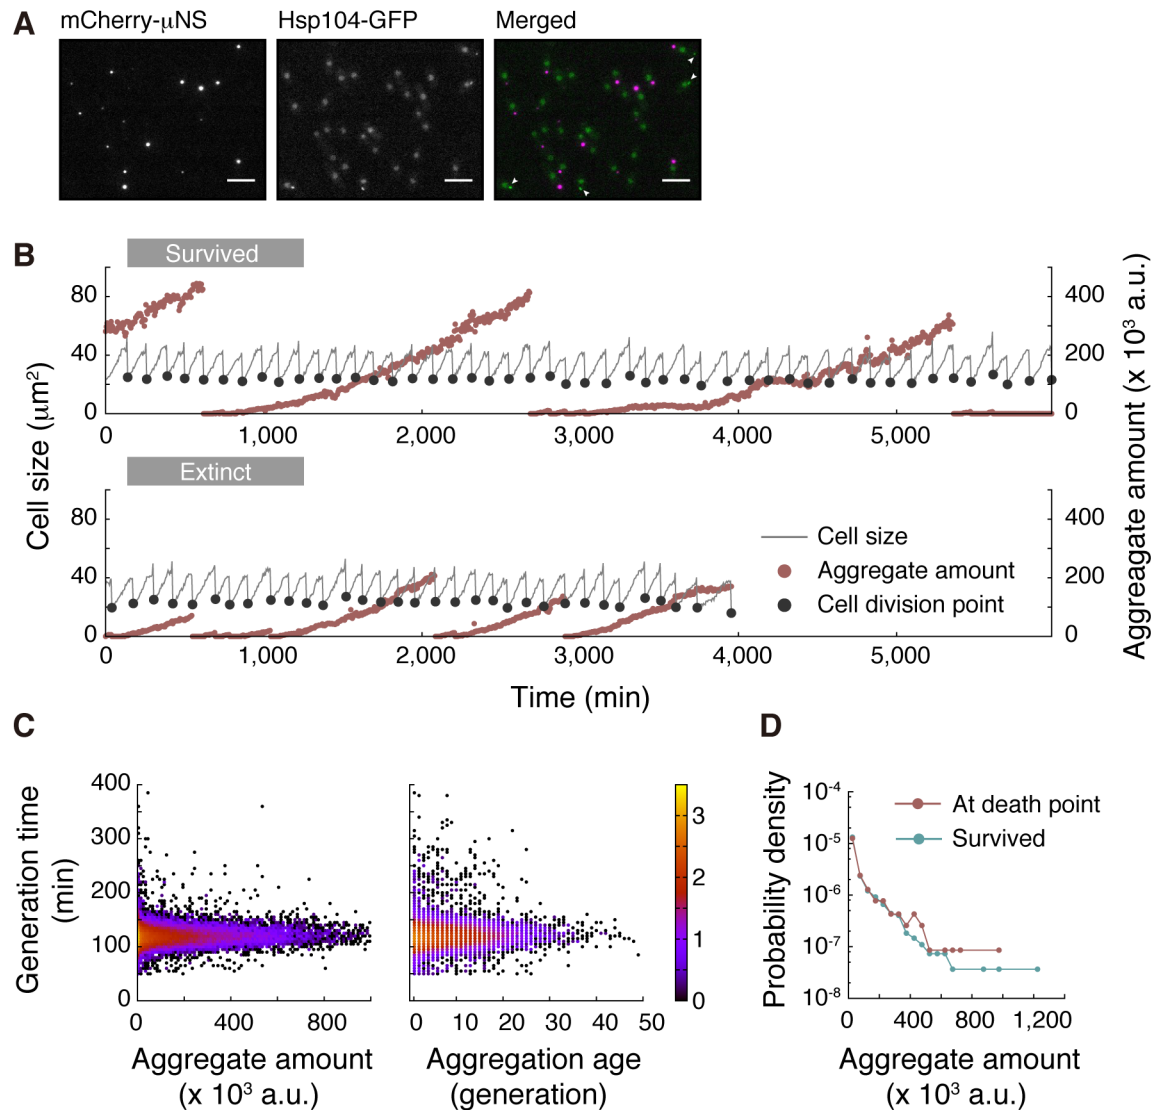 A
mCherry-μNS
Hsp104-GFP
Merged
B
Survived
80
40
0
400
200
0
0
1,000
2,000
3,000
4,000
5,000
Extinct
80
40
0
400
200
0
Cell size
Aggregate amount
Cell division point
0
1,000
2,000
3,000
4,000
5,000
Cell size (μm²)
Aggreagate amount (x 10³ a.u.)
Time (min)
C
400
300
200
100
0
Generation time
(min)
0
400
800
Aggregate amount
(x 10³ a.u.)
0
10
20
30
40
50
Aggregation age
(generation)
3
2
1
0
D
10⁻⁴
10⁻⁵
10⁻⁶
10⁻⁷
10⁻⁸
Probability density
At death point
Survived
0
400
800
1,200
Aggregate amount
(x 10³ a.u.)